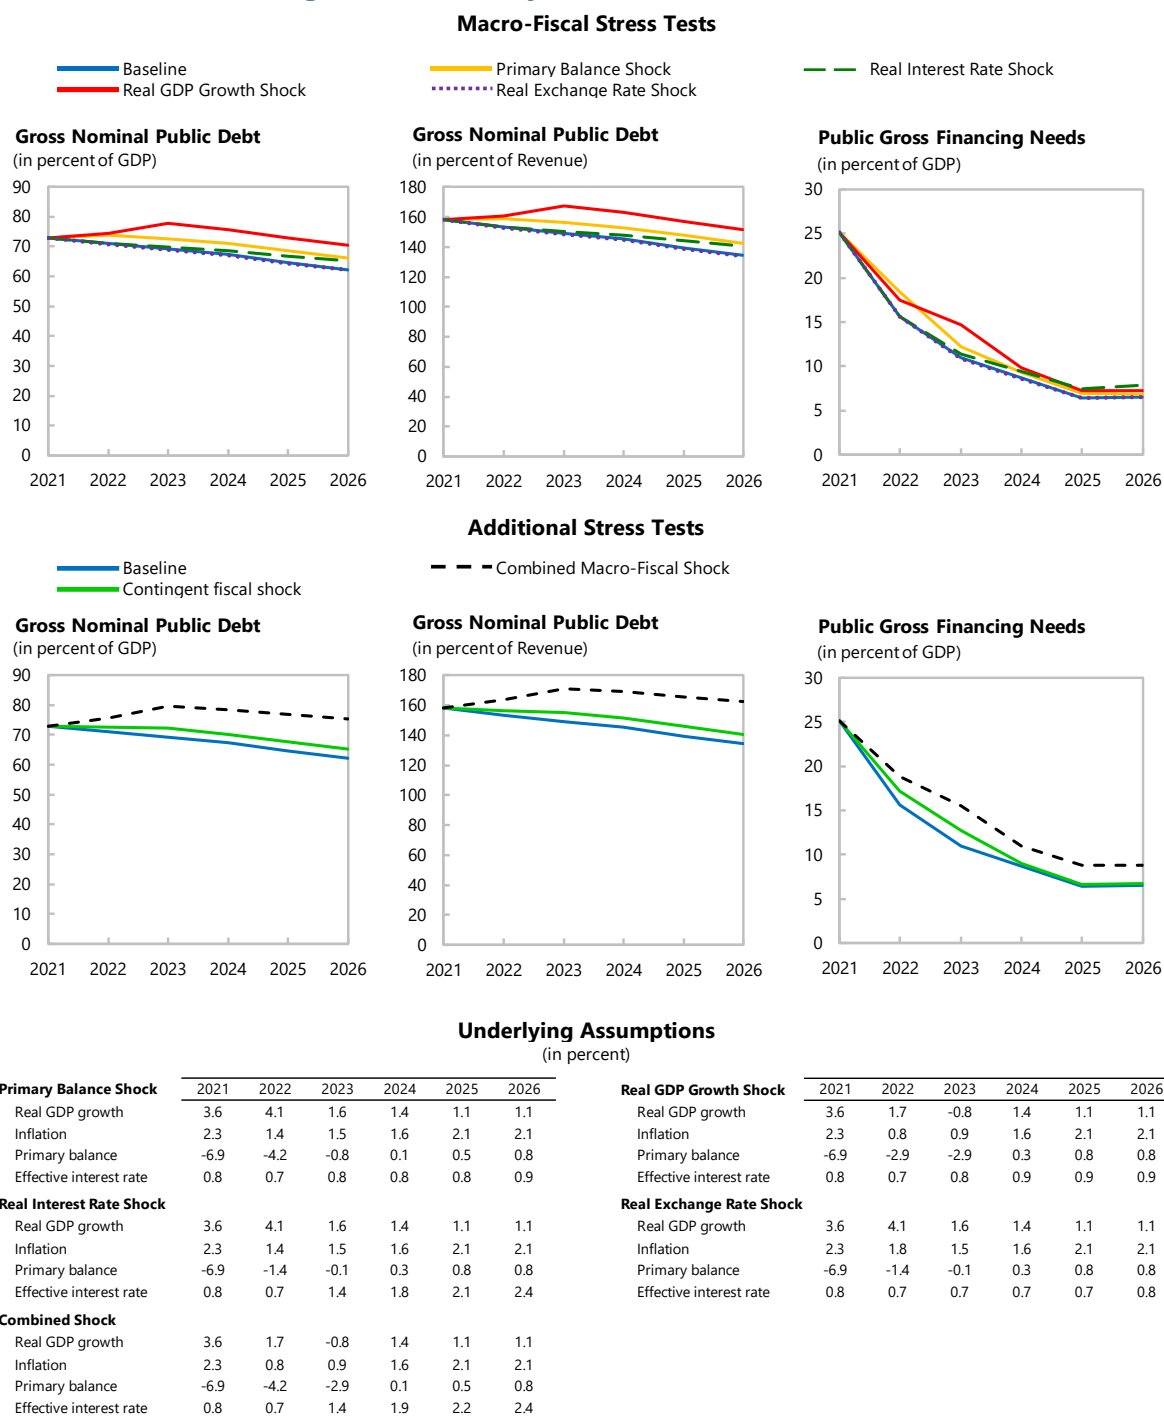 Macro-Fiscal Stress Tests
Baseline
Primary Balance Shock
Real Interest Rate Shock
Real GDP Growth Shock
Real Exchange Rate Shock
Gross Nominal Public Debt
(in percent of GDP)
90
80
70
60
50
40
30
20
10
0
2021 2022 2023 2024 2025 2026
Gross Nominal Public Debt
(in percent of Revenue)
180
160
140
120
100
80
60
40
20
0
2021 2022 2023 2024 2025 2026
Public Gross Financing Needs
(in percent of GDP)
30
25
20
15
10
5
0
2021 2022 2023 2024 2025 2026
Additional Stress Tests
Baseline
Combined Macro-Fiscal Shock
Contingent fiscal shock
Gross Nominal Public Debt
(in percent of GDP)
90
80
70
60
50
40
30
20
10
0
2021 2022 2023 2024 2025 2026
Gross Nominal Public Debt
(in percent of Revenue)
180
160
140
120
100
80
60
40
20
0
2021 2022 2023 2024 2025 2026
Public Gross Financing Needs
(in percent of GDP)
30
25
20
15
10
5
0
2021 2022 2023 2024 2025 2026
Underlying Assumptions
(in percent)
Primary Balance Shock 2021 2022 2023 2024 2025 2026
Real GDP growth 3.6 4.1 1.6 1.4 1.1 1.1
Inflation 2.3 1.4 1.5 1.6 2.1 2.1
Primary balance -6.9 -4.2 -0.8 0.1 0.5 0.8
Effective interest rate 0.8 0.7 0.8 0.8 0.8 0.9
Real Interest Rate Shock
Real GDP growth 3.6 4.1 1.6 1.4 1.1 1.1
Inflation 2.3 1.4 1.5 1.6 2.1 2.1
Primary balance -6.9 -1.4 -0.1 0.3 0.8 0.8
Effective interest rate 0.8 0.7 1.4 1.8 2.1 2.4
Combined Shock
Real GDP growth 3.6 1.7 -0.8 1.4 1.1 1.1
Inflation 2.3 0.8 0.9 1.6 2.1 2.1
Primary balance -6.9 -4.2 -2.9 0.1 0.5 0.8
Effective interest rate 0.8 0.7 1.4 1.9 2.2 2.4
Real GDP Growth Shock 2021 2022 2023 2024 2025 2026
Real GDP growth 3.6 1.7 -0.8 1.4 1.1 1.1
Inflation 2.3 0.8 0.9 1.6 2.1 2.1
Primary balance -6.9 -2.9 -2.9 0.3 0.8 0.8
Effective interest rate 0.8 0.7 0.8 0.9 0.9 0.9
Real Exchange Rate Shock
Real GDP growth 3.6 4.1 1.6 1.4 1.1 1.1
Inflation 2.3 1.8 1.5 1.6 2.1 2.1
Primary balance -6.9 -1.4 -0.1 0.3 0.8 0.8
Effective interest rate 0.8 0.7 0.7 0.7 0.7 0.8